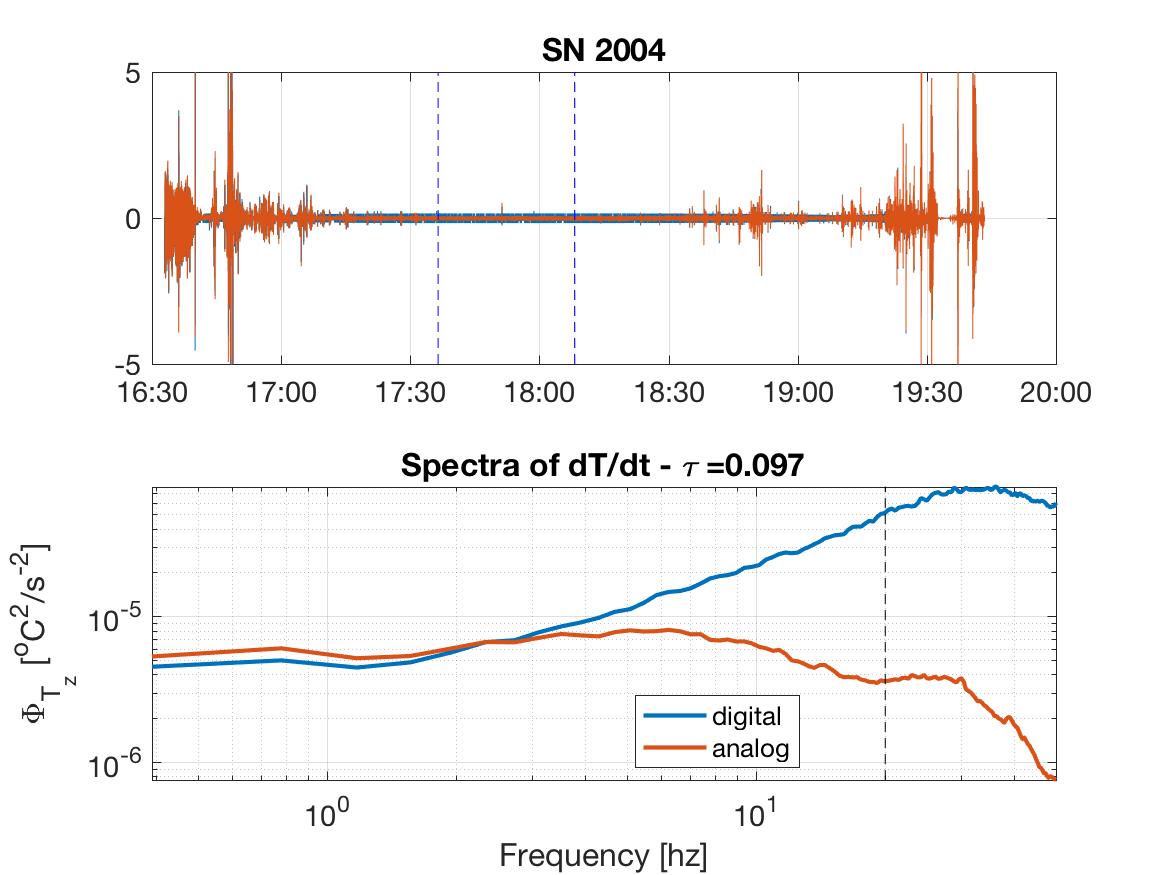 SN 2004
5
0
-5
16:30 17:00 17:30 18:00 18:30 19:00 19:30 20:00
Spectra of dT/dt - τ =0.097
Φ_{T_z} [°C²/s⁻²]
10⁻⁵
10⁻⁶
digital
analog
10⁰ 10¹
Frequency [hz]